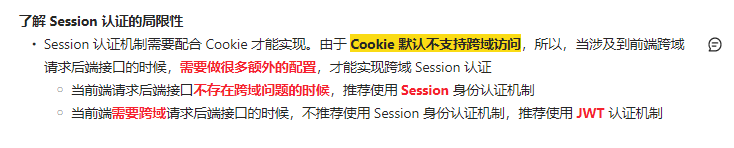 了解 Session 认证的局限性
• Session 认证机制需要配合 Cookie 才能实现。由于 Cookie 默认不支持跨域访问，所以，当涉及到前端跨域
请求后端接口的时候，需要做很多额外的配置，才能实现跨域 Session 认证
◦ 当前端请求后端接口不存在跨域问题的时候，推荐使用 Session 身份认证机制
◦ 当前端需要跨域请求后端接口的时候，不推荐使用 Session 身份认证机制，推荐使用 JWT 认证机制